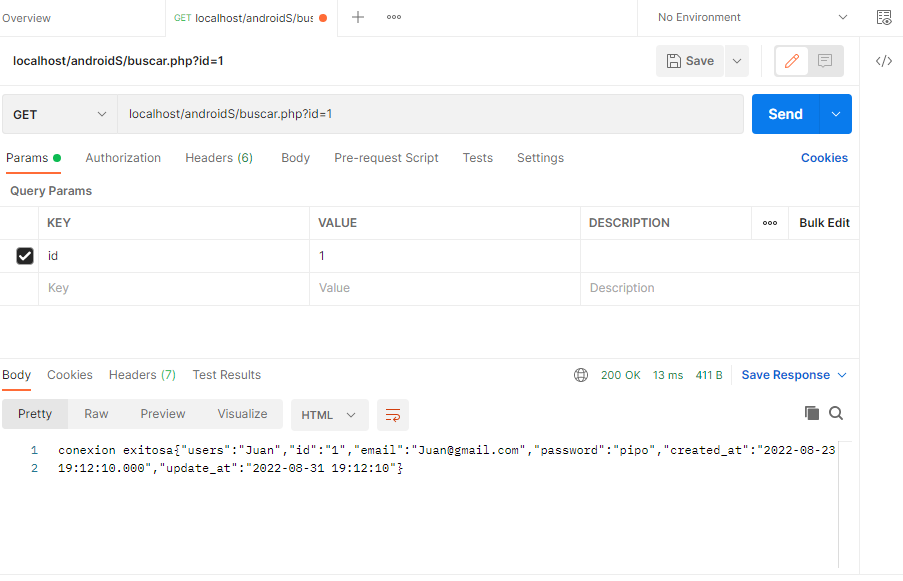 Overview
GET localhost/androidS/bus
No Environment
localhost/androidS/buscar.php?id=1
Save
GET
localhost/androidS/buscar.php?id=1
Send
Params
Authorization
Headers (6)
Body
Pre-request Script
Tests
Settings
Cookies
Query Params
KEY
VALUE
DESCRIPTION
Bulk Edit
id
1
Key
Value
Description
Body
Cookies
Headers (7)
Test Results
200 OK
13 ms
411 B
Save Response
Pretty
Raw
Preview
Visualize
HTML
1 conexion exitosa{"users":"Juan","id":"1","email":"Juan@gmail.com","password":"pipo","created_at":"2022-08-23
2 19:12:10.000","update_at":"2022-08-31 19:12:10"}